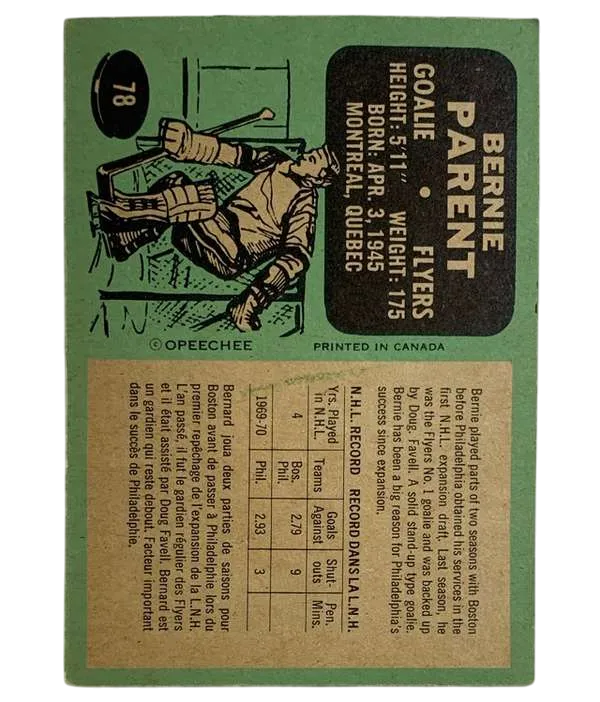 78
BERNIE
PARENT
GOALIE • FLYERS
HEIGHT: 5'11" WEIGHT: 175
BORN: APR. 3, 1945
MONTREAL, QUEBEC
© OPEECHEE PRINTED IN CANADA
Bernie played parts of two seasons with Boston
before Philadelphia obtained his services in the
first N.H.L. expansion draft. Last season, he
was the Flyers No. 1 goalie and was backed up
by Doug. Favell. A solid stand-up type goalie,
Bernie has been a big reason for Philadelphia's
success since expansion.
N.H.L. RECORD RECORD DANS LA L.N.H.
Yrs. Played in N.H.L. Teams Goals Against Shut-outs Pen. Mins.
4 Bos. Phil. 2.79 9
1969-70 Phil. 2.93 3
Bernard joua deux parties de saisons pour
Boston avant de passer à Philadelphie lors du
premier repêchage de l'expansion de la L.N.H.
L'an passé, il fut le gardien régulier des Flyers
et il était assisté par Doug Favell. Bernard est
un gardien qui reste debout. Facteur important
dans le succès de Philadelphie.